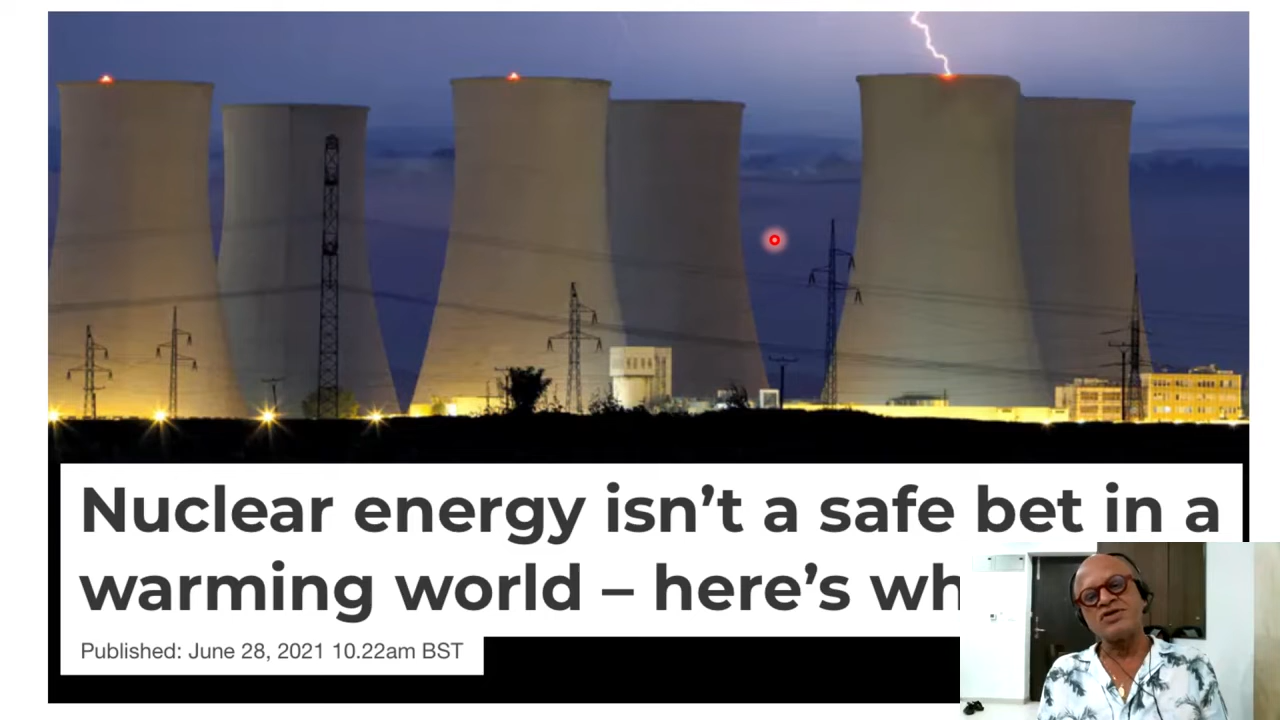 Nuclear energy isn’t a safe bet in a
warming world – here’s wh
Published: June 28, 2021 10.22am BST